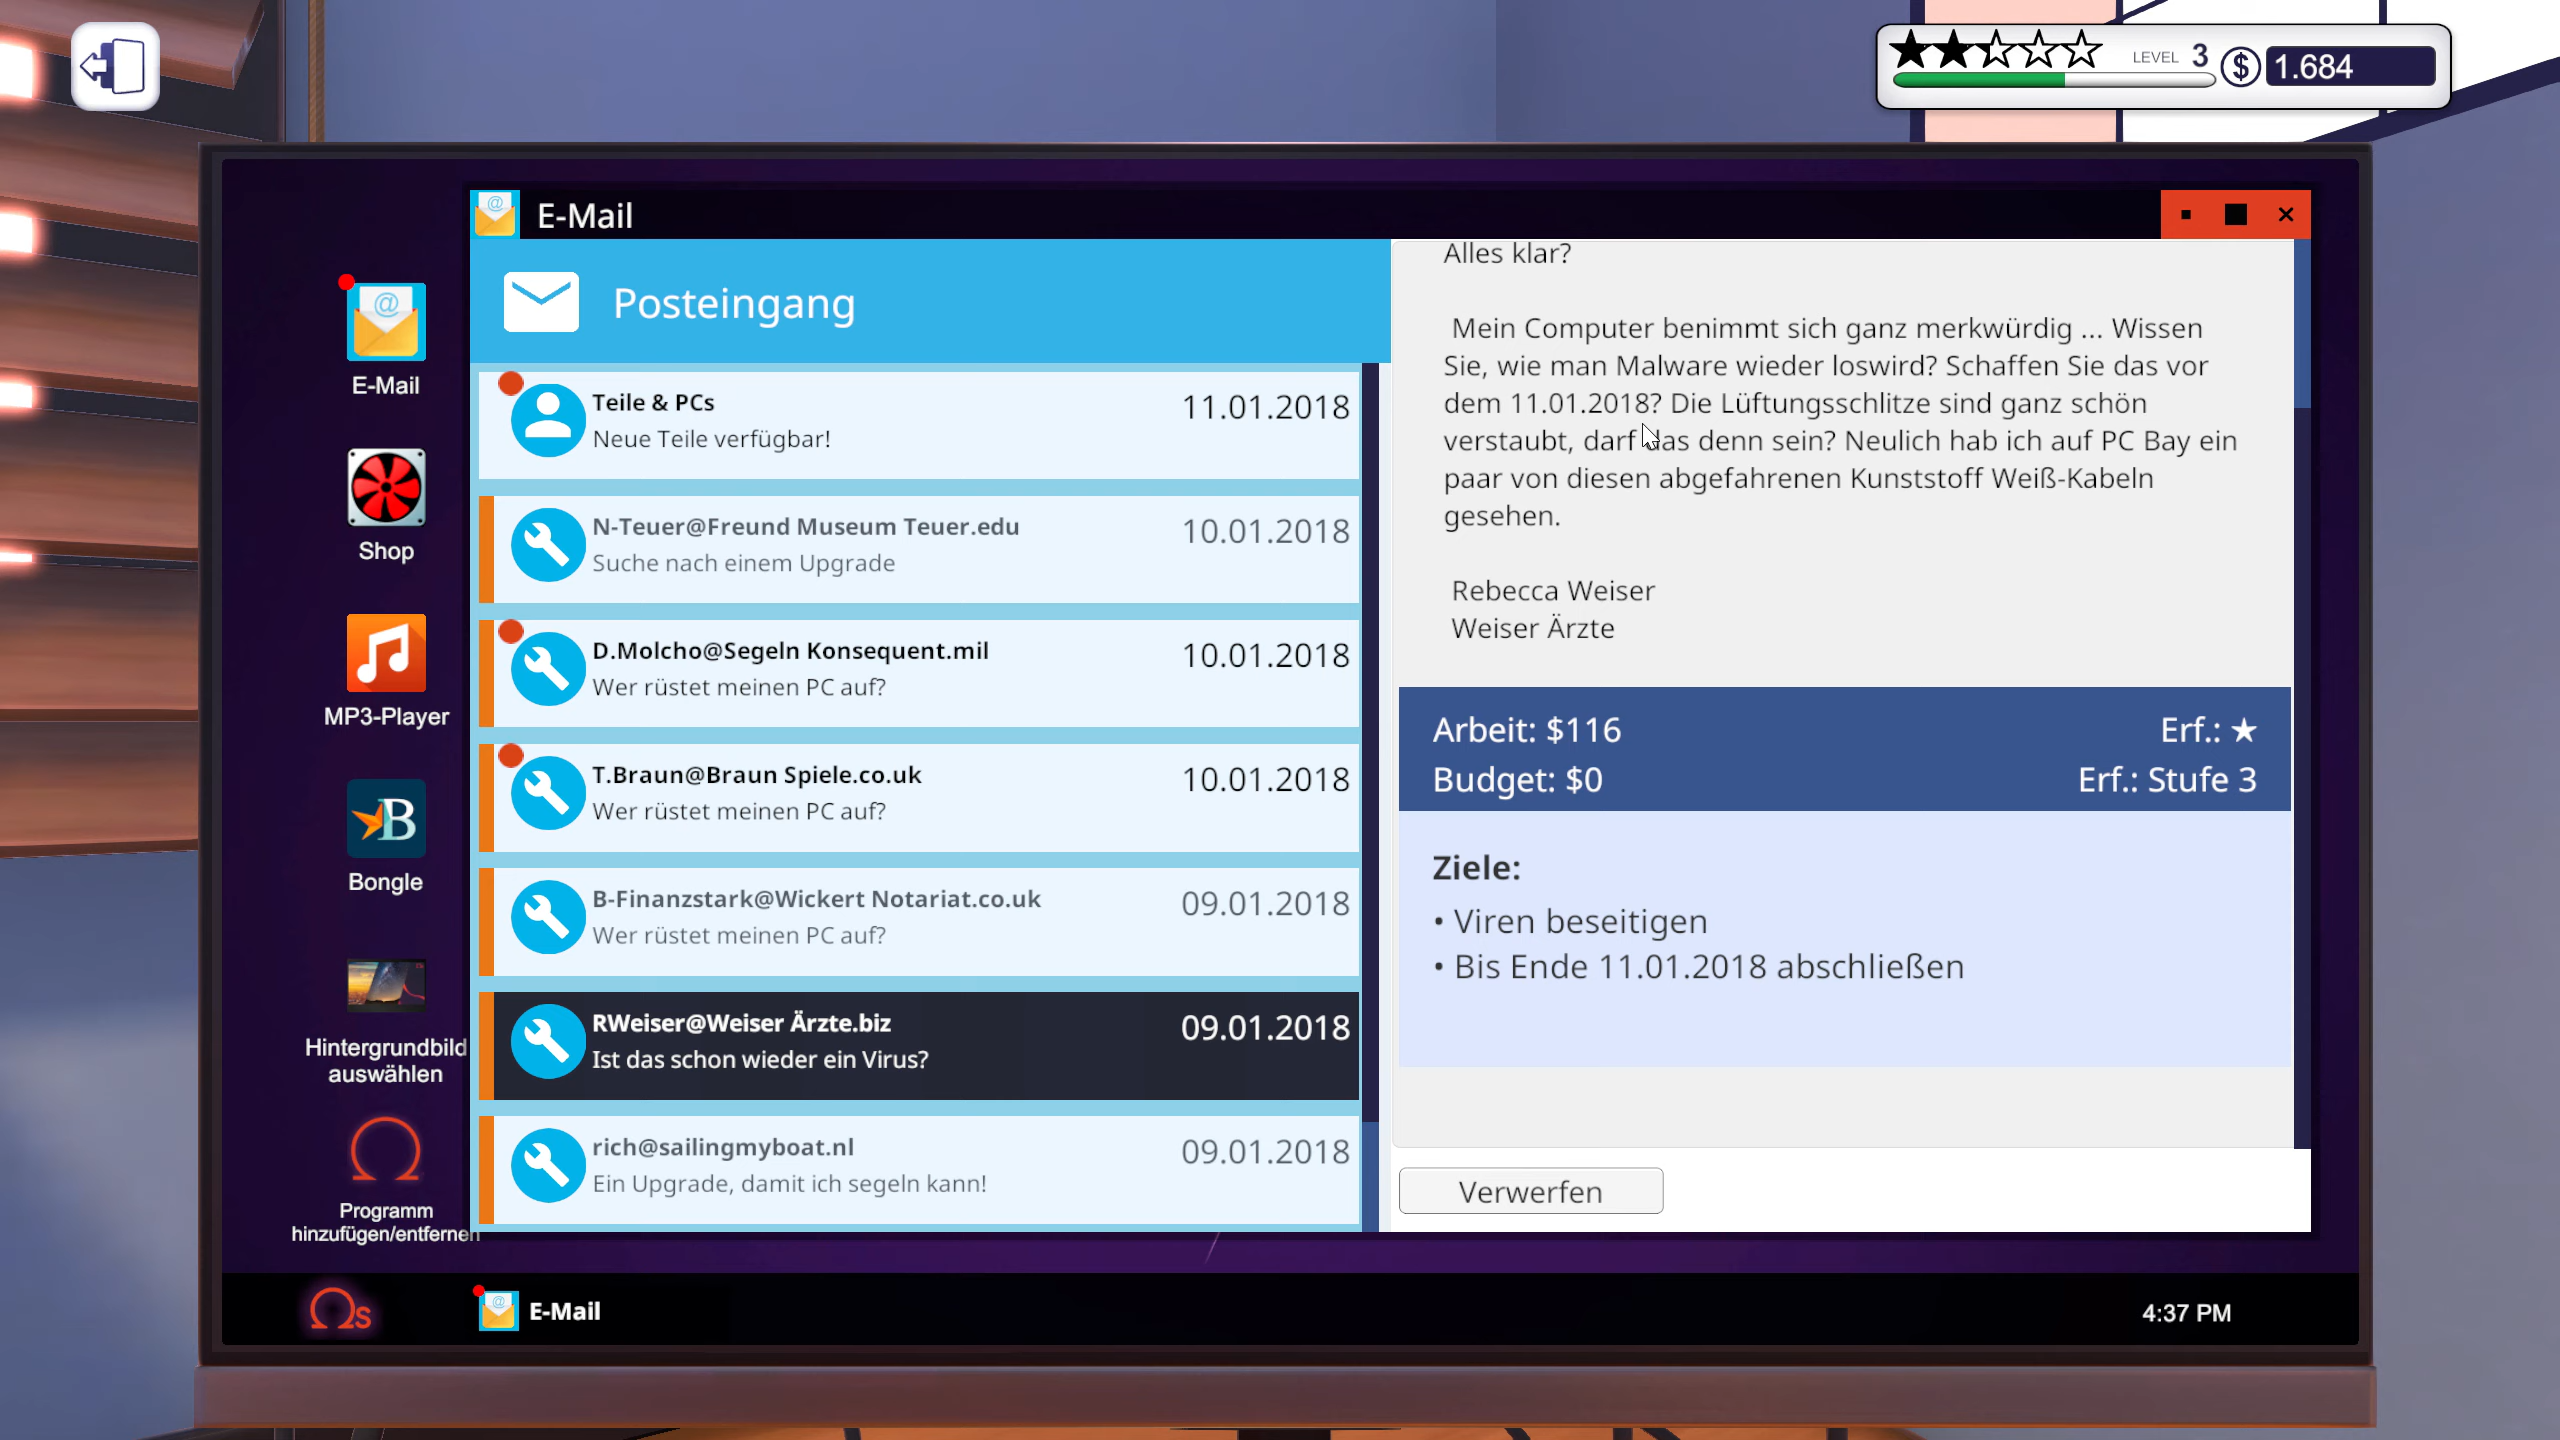 LEVEL 3
$ 1.684
E-Mail
Posteingang
E-Mail
Shop
MP3-Player
Bongle
Hintergrundbild
auswählen
Programm
hinzufügen/entfernen
Teile & PCs
11.01.2018
Neue Teile verfügbar!
N-Teuer@Freund Museum Teuer.edu
10.01.2018
Suche nach einem Upgrade
D.Molcho@Segeln Konsequent.mil
10.01.2018
Wer rüstet meinen PC auf?
T.Braun@Braun Spiele.co.uk
10.01.2018
Wer rüstet meinen PC auf?
B-Finanzstark@Wickert Notariat.co.uk
09.01.2018
Wer rüstet meinen PC auf?
RWeiser@Weiser Ärzte.biz
09.01.2018
Ist das schon wieder ein Virus?
rich@sailingmyboat.nl
09.01.2018
Ein Upgrade, damit ich segeln kann!
Alles klar?
Mein Computer benimmt sich ganz merkwürdig ... Wissen
Sie, wie man Malware wieder loswird? Schaffen Sie das vor
dem 11.01.2018? Die Lüftungsschlitze sind ganz schön
verstaubt, darf das denn sein? Neulich hab ich auf PC Bay ein
paar von diesen abgefahrenen Kunststoff Weiß-Kabeln
gesehen.
Rebecca Weiser
Weiser Ärzte
Arbeit: $116
Erf.: ★
Budget: $0
Erf.: Stufe 3
Ziele:
• Viren beseitigen
• Bis Ende 11.01.2018 abschließen
Verwerfen
Ωs
E-Mail
4:37 PM